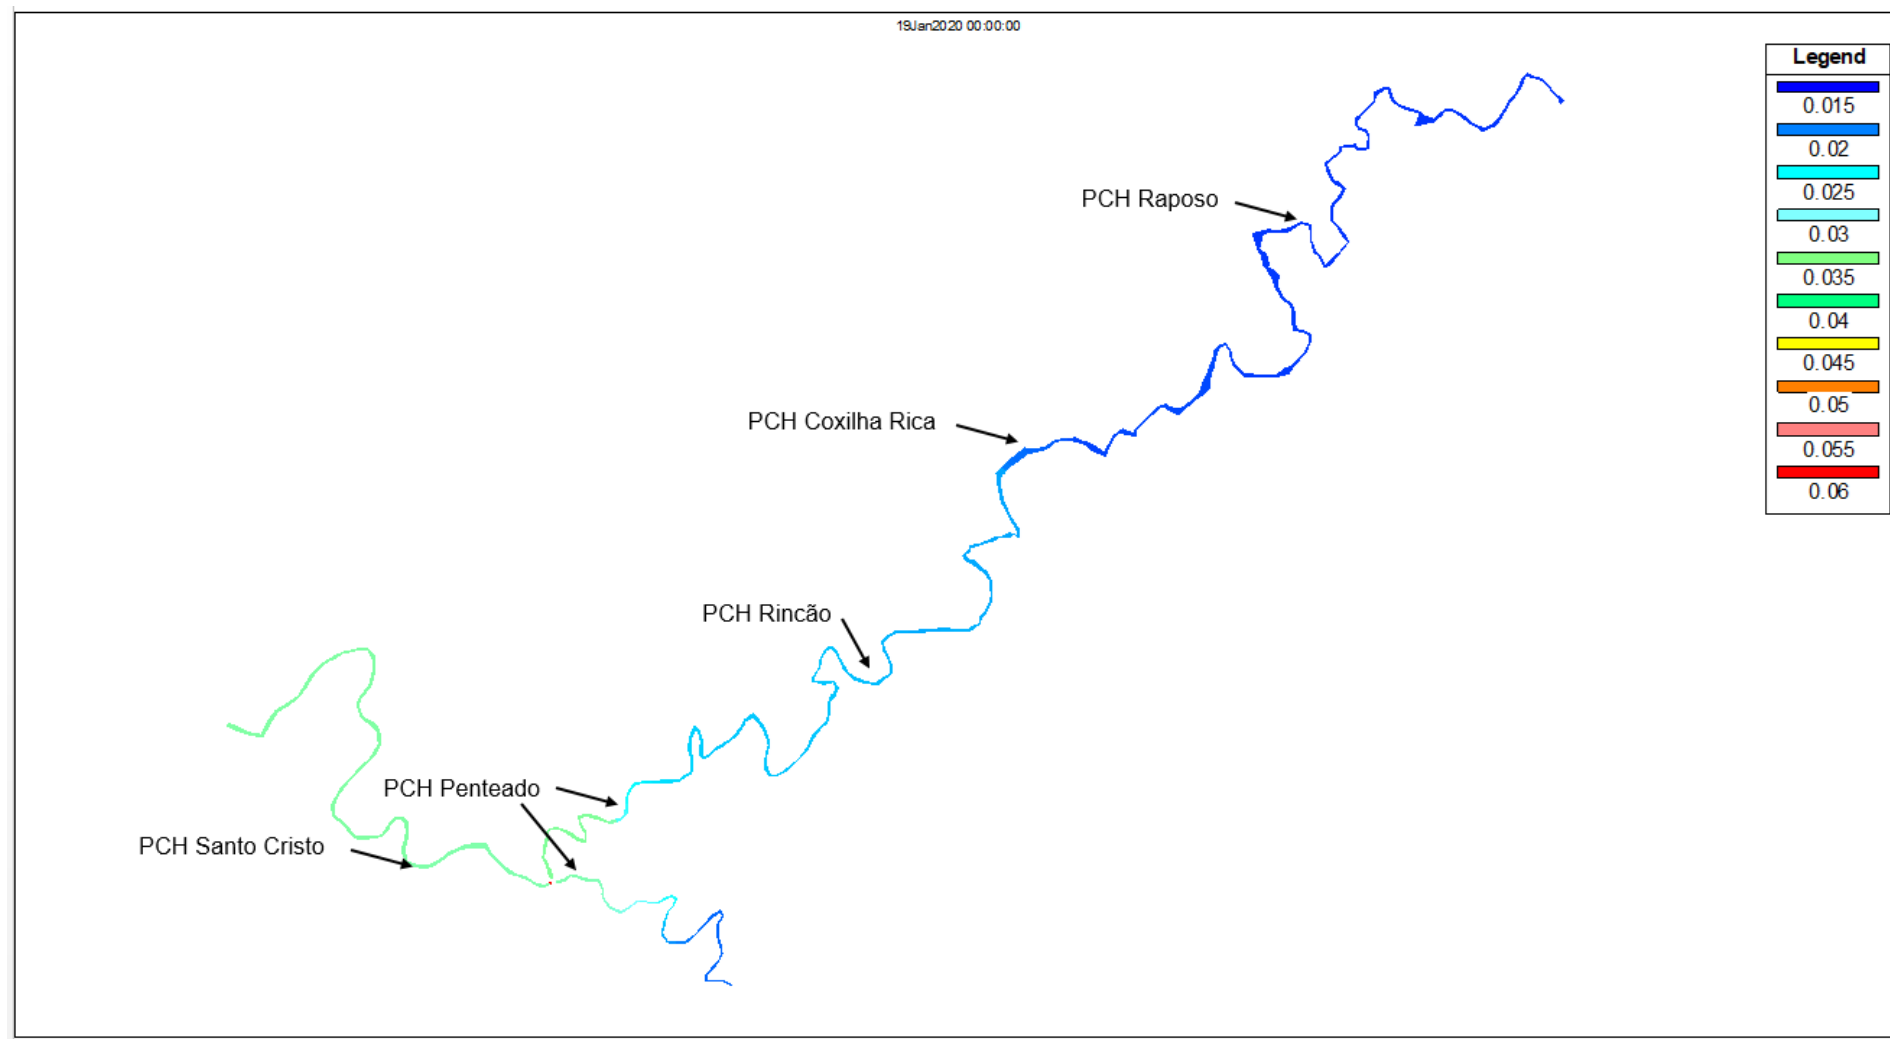 19Jan2020 00:00:00
Legend
0.015
0.02
0.025
0.03
0.035
0.04
0.045
0.05
0.055
0.06
PCH Raposo
PCH Coxilha Rica
PCH Rincão
PCH Penteado
PCH Santo Cristo